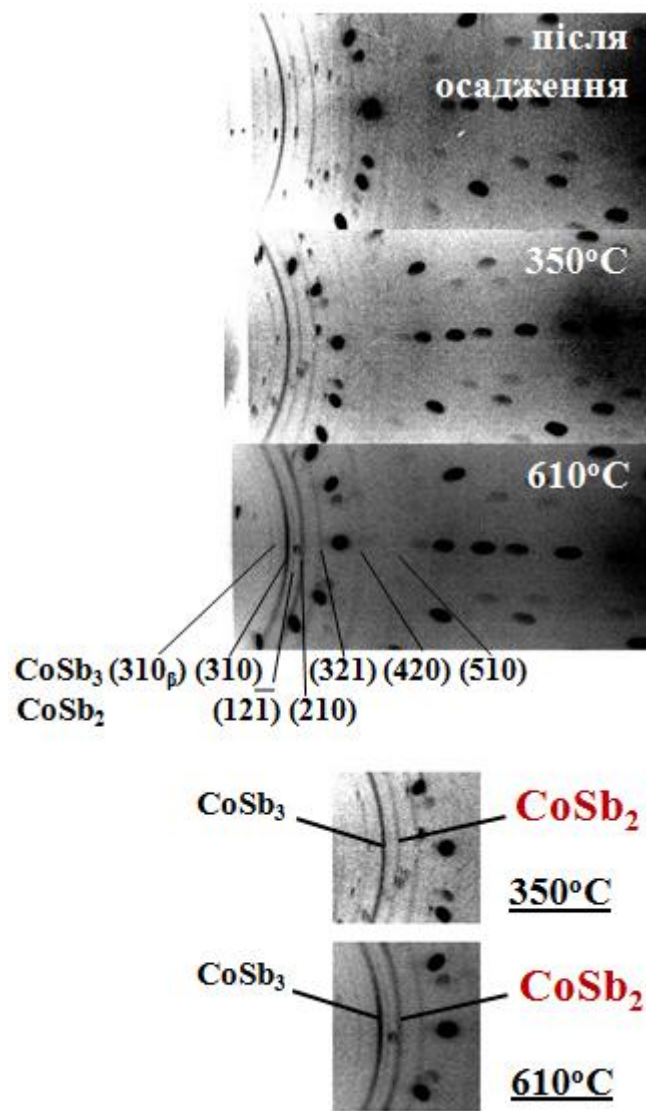 після
осадження
350°C
610°C
CoSb₃ (310ᵦ) (310) (321) (420) (510)
CoSb₂ (121) (210)
CoSb₃ CoSb₂
350°C
CoSb₃ CoSb₂
610°C